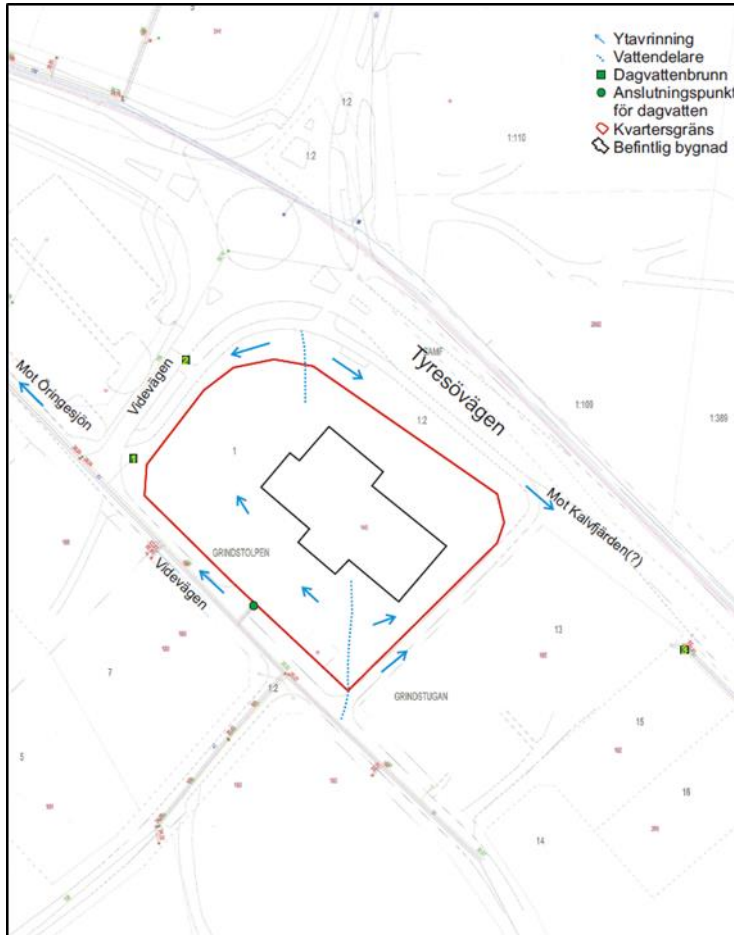 Ytavrinning
Vattendelare
Dagvattenbrunn
Anslutningspunkt
för dagvatten
Kvartersgräns
Befintlig bygnad
1:2
1:2
1:110
Tyresövägen
2
Videvägen
Mot Öringesjön
1
1:2
1:109
1:389
1
Mot Kalvfjärden(?)
GRINDSTOLPEN
Videvägen
13
3
7
1:2
GRINDSTUGAN
15
5
16
14